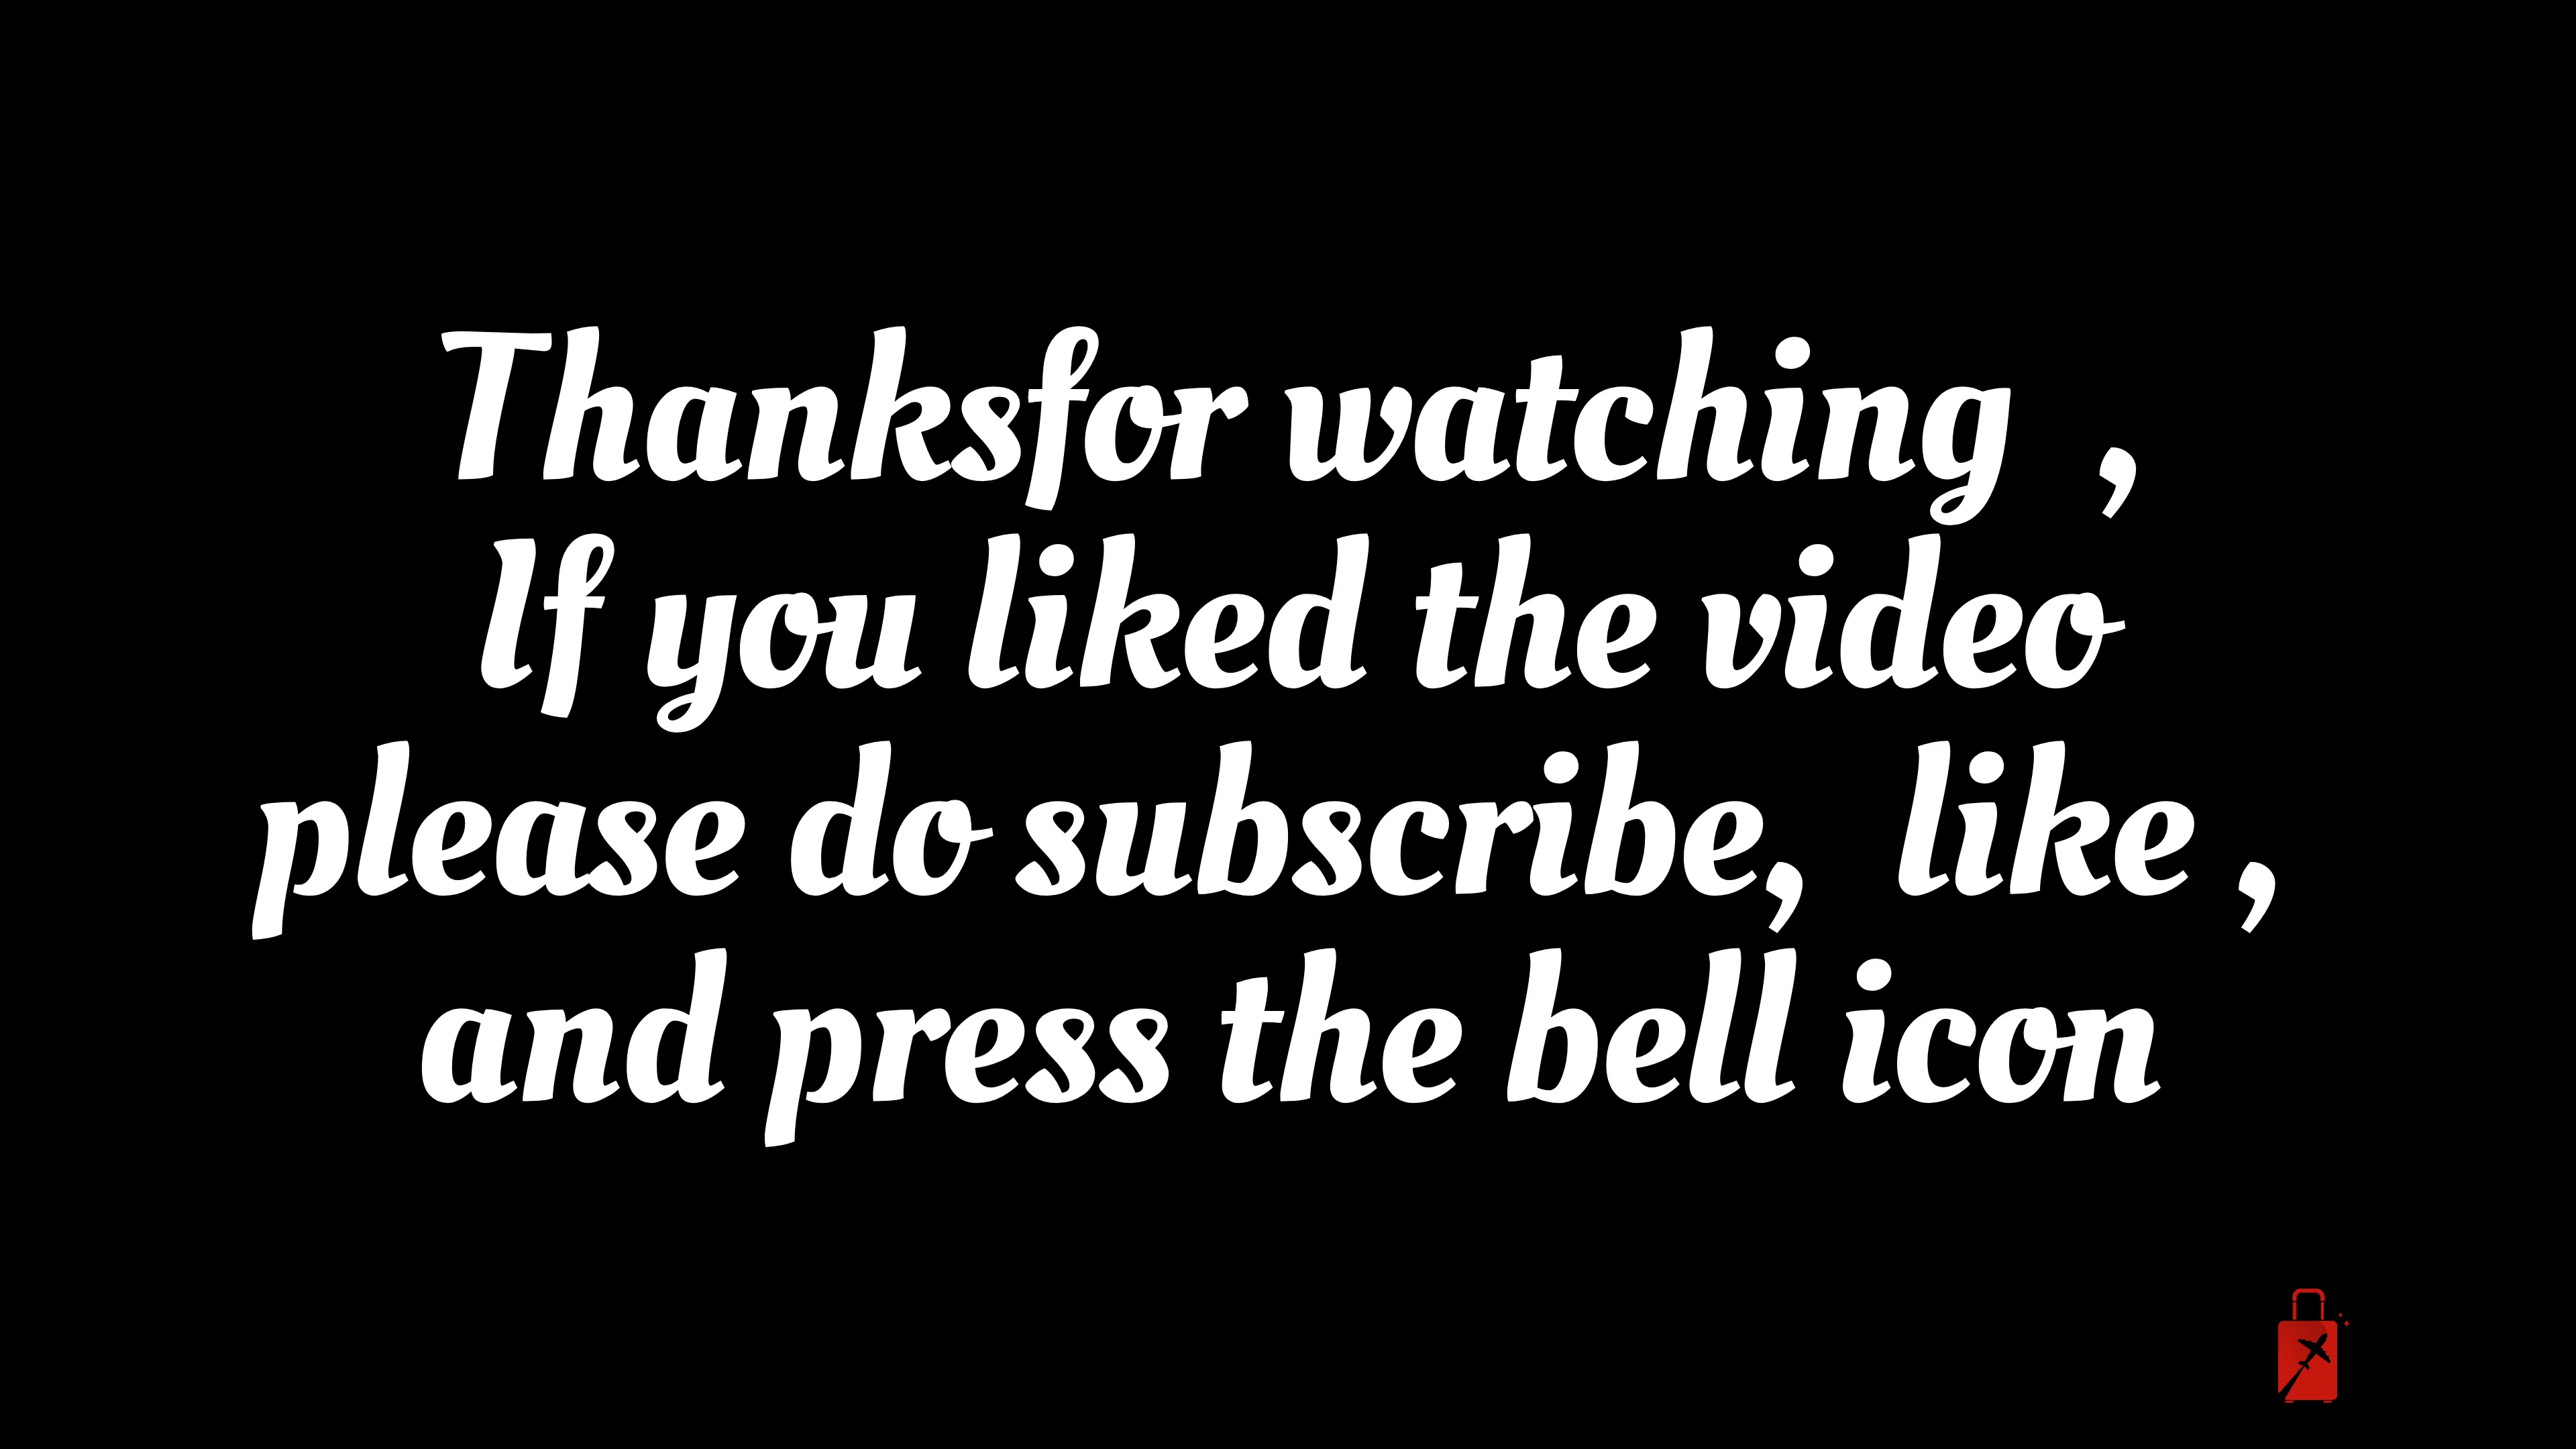 Thanksfor watching ,
If you liked the video
please do subscribe, like ,
and press the bell icon